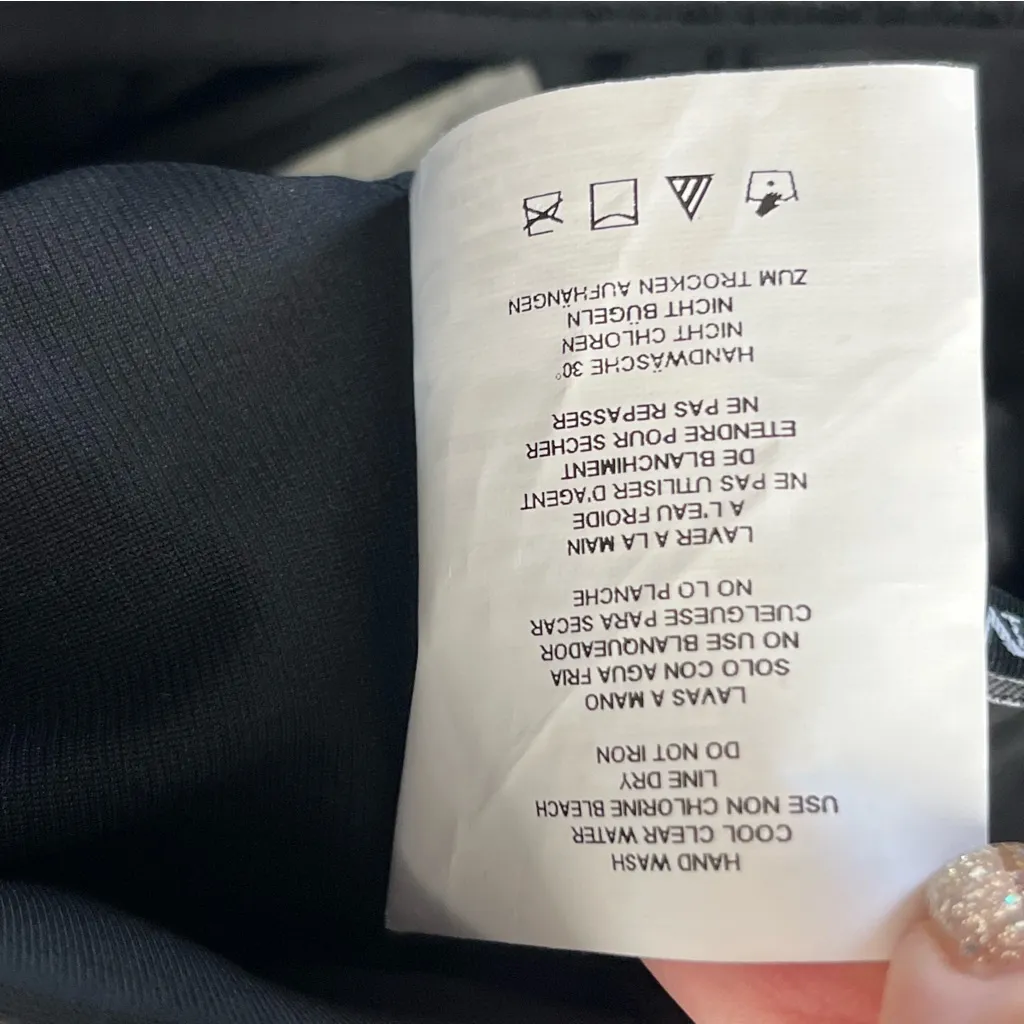 HAND WASH
COOL CLEAR WATER
USE NON CHLORINE BLEACH
LINE DRY
DO NOT IRON
LAVAS A MANO
SOLO CON AGUA FRIA
NO USE BLANQUEADOR
CUELGUESE PARA SECAR
NO LO PLANCHE
LAVER A LA MAIN
A L'EAU FROIDE
NE PAS UTILISER D'AGENT
DE BLANCHIMENT
ETENDRE POUR SECHER
NE PAS REPASSER
HANDWÄSCHE 30°
NICHT CHLOREN
NICHT BÜGELN
ZUM TROCKEN AUFHÄNGEN